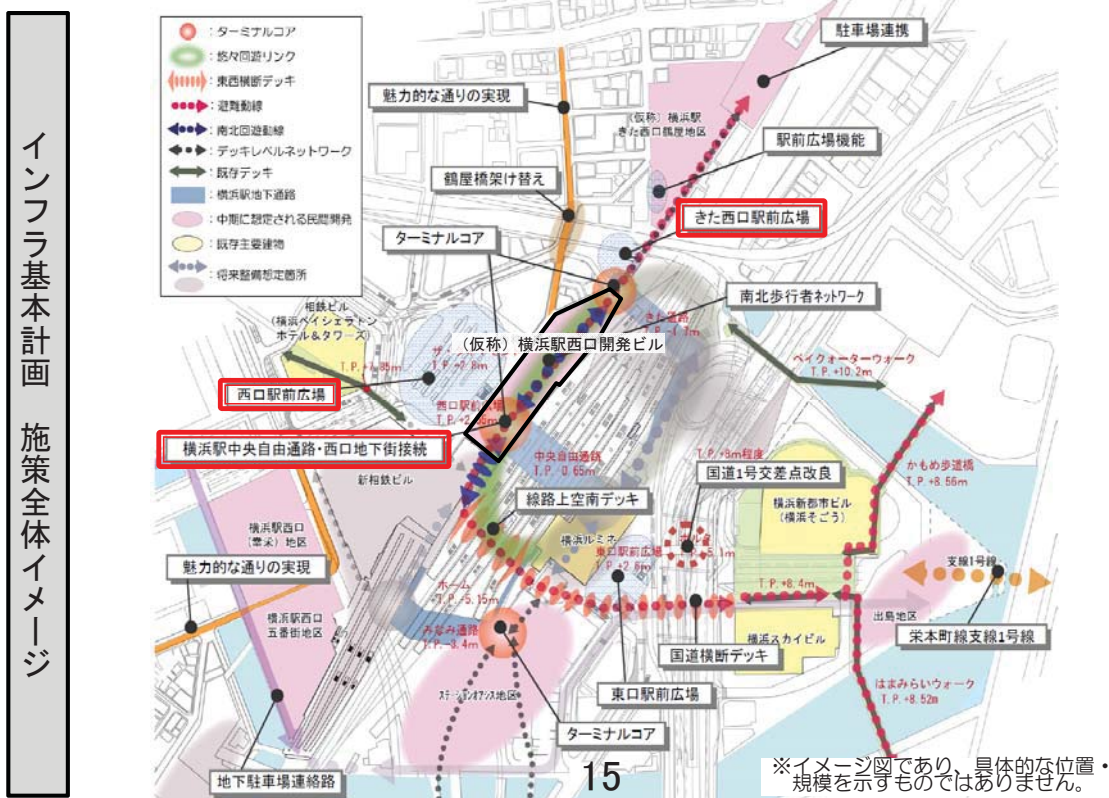 インフラ基本計画 施策全体イメージ
：ターミナルコア
：悠々回遊リンク
：東西横断デッキ
：避難動線
：南北回遊動線
：デッキレベルネットワーク
：既存デッキ
：横浜駅地下通路
：中期に想定される民間開発
：既存主要建物
：将来整備想定箇所
駐車場連携
魅力的な通りの実現
（仮称）横浜駅
きた西口鶴屋地区
駅前広場機能
鶴屋橋架け替え
きた西口駅前広場
ターミナルコア
南北歩行者ネットワーク
相鉄ビル
（横浜ベイシェラトン
ホテル＆タワーズ）
きた通路
T.P.-1.7m
（仮称）横浜駅西口開発ビル
ベイクォーターウォーク
T.P.+10.2m
T.P.+7.85m
西口駅前広場
西口駅前広場
横浜駅中央自由通路・西口地下街接続
中央自由通路
T.P. 0.65m
T.P.+8m程度
国道1号交差点改良
かもめ歩道橋
T.P.+8.56m
新相鉄ビル
線路上空南デッキ
横浜新都市ビル
（横浜そごう）
横浜駅西口
（幸栄）地区
横浜ルミネ
東口駅前広場
T.P.+2.6m
支線1号線
魅力的な通りの実現
ホーム
T.P.+5.15m
T.P.+8.4m
出島地区
横浜駅西口
五番街地区
みなみ通路
T.P.-3.4m
横浜スカイビル
栄本町線支線1号線
国道横断デッキ
はまみらいウォーク
T.P.+8.52m
ステーションオアシス地区
東口駅前広場
ターミナルコア
地下駐車場連絡路
15
※イメージ図であり、具体的な位置・
規模を示すものではありません。